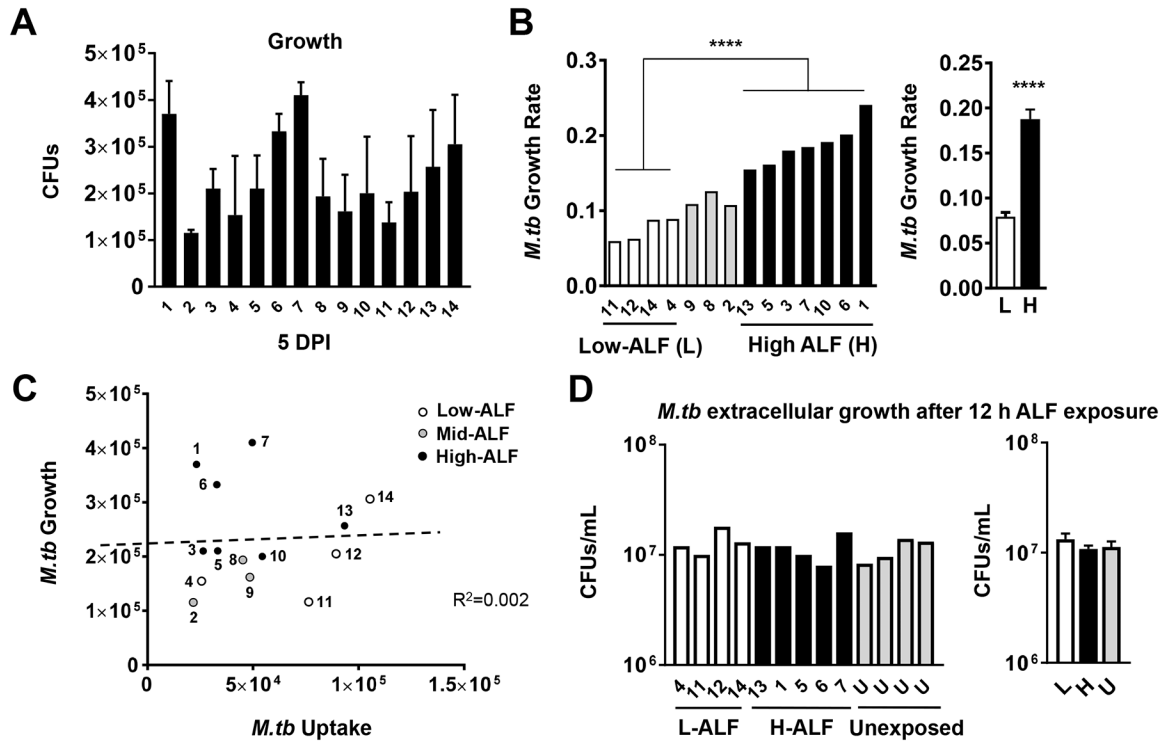 A
Growth
CFUs
5×10⁵
4×10⁵
3×10⁵
2×10⁵
1×10⁵
0
1 2 3 4 5 6 7 8 9 10 11 12 13 14
5 DPI
B
****
M.tb Growth Rate
0.3
0.2
0.1
0.0
11 12 14 4 9 8 2 13 5 3 7 10 6 1
Low-ALF (L) High ALF (H)
M.tb Growth Rate
0.25
0.20
0.15
0.10
0.05
0.00
****
L H
C
M.tb Growth
5×10⁵
4×10⁵
3×10⁵
2×10⁵
1×10⁵
0
Low-ALF
Mid-ALF
High-ALF
1
7
6
13
14
3
5
8
10
12
4
9
2
11
R²=0.002
0 5×10⁴ 1×10⁵ 1.5×10⁵
M.tb Uptake
D
M.tb extracellular growth after 12 h ALF exposure
CFUs/mL
10⁸
10⁷
10⁶
4 11 12 14 13 1 5 6 7 U U U U
L-ALF H-ALF Unexposed
CFUs/mL
10⁸
10⁷
10⁶
L H U